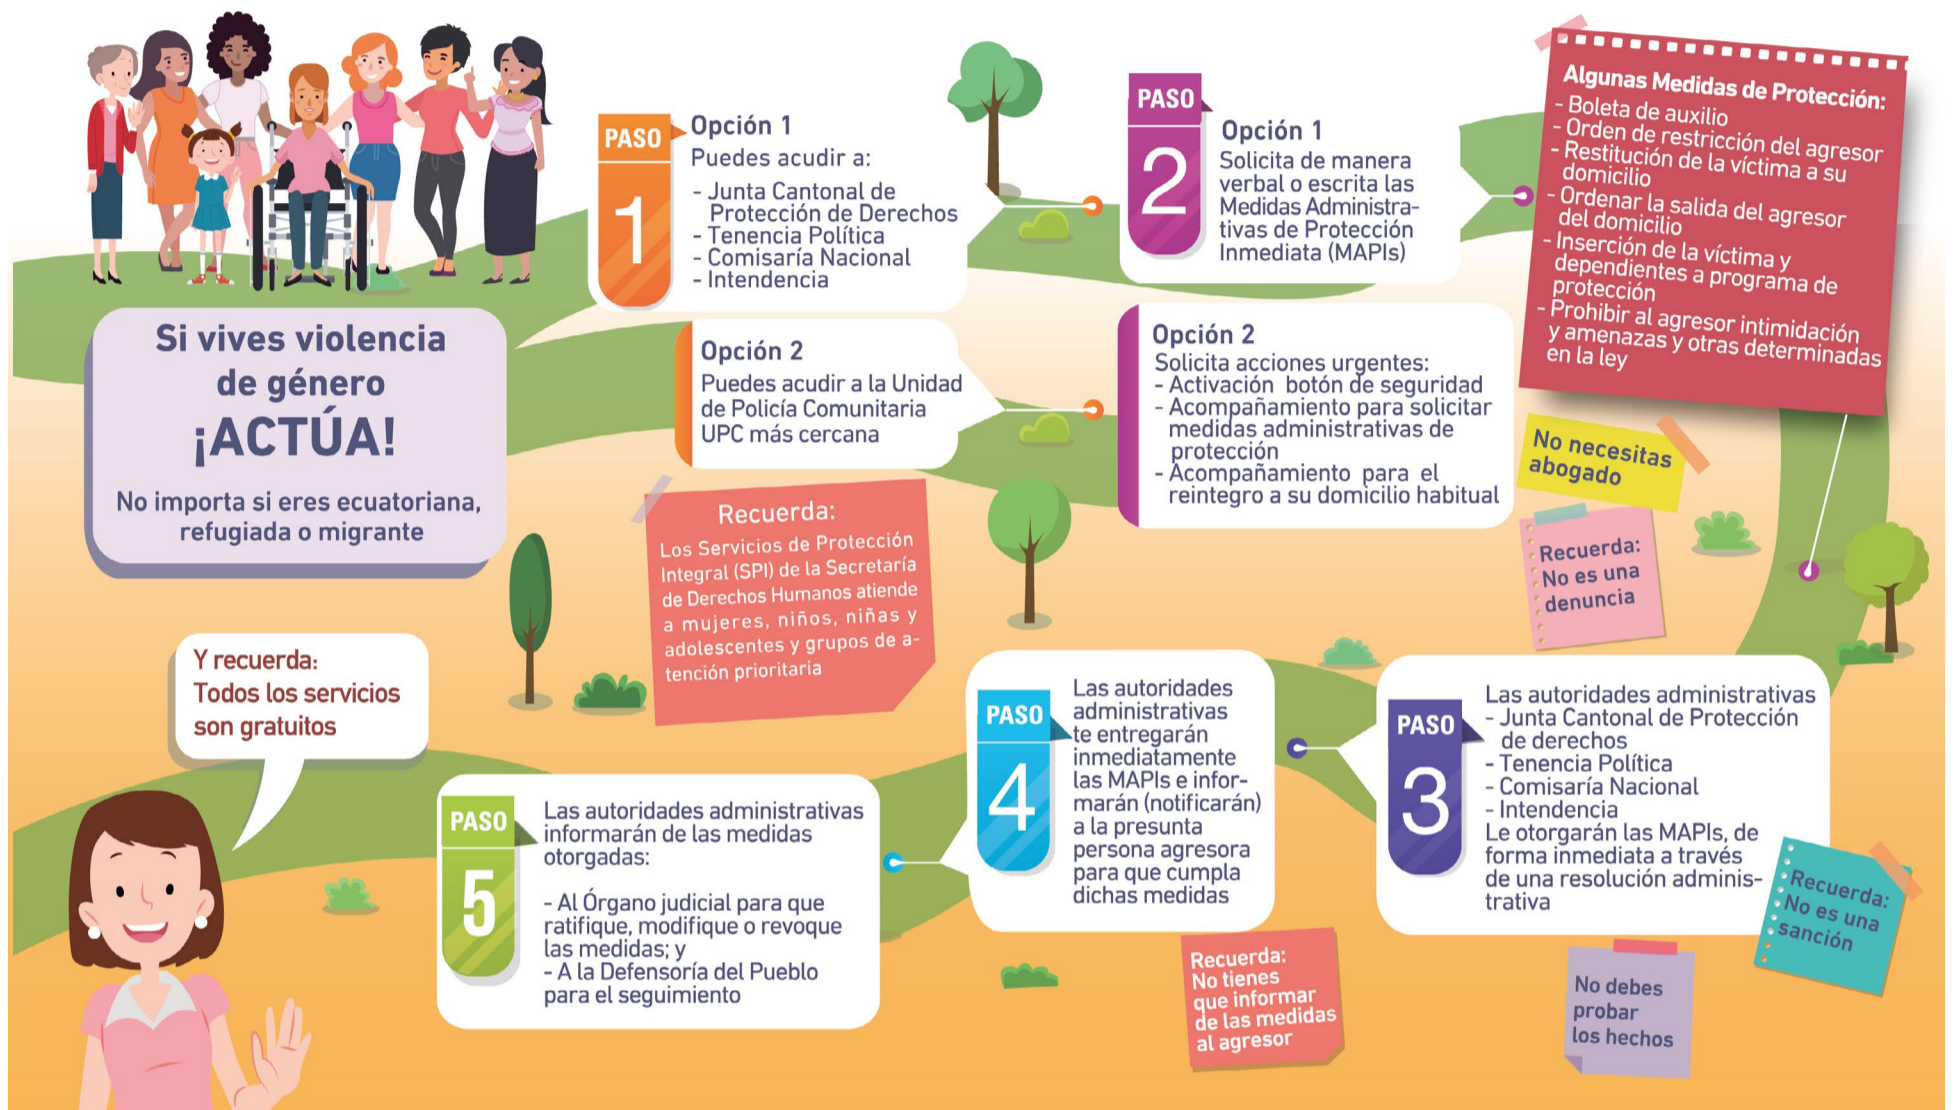 Si vives violencia
de género
¡ACTÚA!
No importa si eres ecuatoriana,
refugiada o migrante
PASO
1
Opción 1
Puedes acudir a:
- Junta Cantonal de
Protección de Derechos
- Tenencia Política
- Comisaría Nacional
- Intendencia
Opción 2
Puedes acudir a la Unidad
de Policía Comunitaria
UPC más cercana
PASO
2
Opción 1
Solicita de manera
verbal o escrita las
Medidas Administra-
tivas de Protección
Inmediata (MAPIs)
Opción 2
Solicita acciones urgentes:
- Activación botón de seguridad
- Acompañamiento para solicitar
medidas administrativas de
protección
- Acompañamiento para el
reintegro a su domicilio habitual
Algunas Medidas de Protección:
- Boleta de auxilio
- Orden de restricción del agresor
- Restitución de la víctima a su
domicilio
- Ordenar la salida del agresor
del domicilio
- Inserción de la víctima y
dependientes a programa de
protección
- Prohibir al agresor intimidación
y amenazas y otras determinadas
en la ley
No necesitas
abogado
Recuerda:
No es una
denuncia
Recuerda:
Los Servicios de Protección
Integral (SPI) de la Secretaría
de Derechos Humanos atiende
a mujeres, niños, niñas y
adolescentes y grupos de a-
tención prioritaria
PASO
3
Las autoridades administrativas
- Junta Cantonal de Protección
de derechos
- Tenencia Política
- Comisaría Nacional
- Intendencia
Le otorgarán las MAPIs, de
forma inmediata a través
de una resolución adminis-
trativa
Recuerda:
No es una
sanción
No debes
probar
los hechos
PASO
4
Las autoridades
administrativas
te entregarán
inmediatamente
las MAPIs e infor-
marán (notificarán)
a la presunta
persona agresora
para que cumpla
dichas medidas
Recuerda:
No tienes
que informar
de las medidas
al agresor
PASO
5
Las autoridades administrativas
informarán de las medidas
otorgadas:
- Al Órgano judicial para que
ratifique, modifique o revoque
las medidas; y
- A la Defensoría del Pueblo
para el seguimiento
Y recuerda:
Todos los servicios
son gratuitos